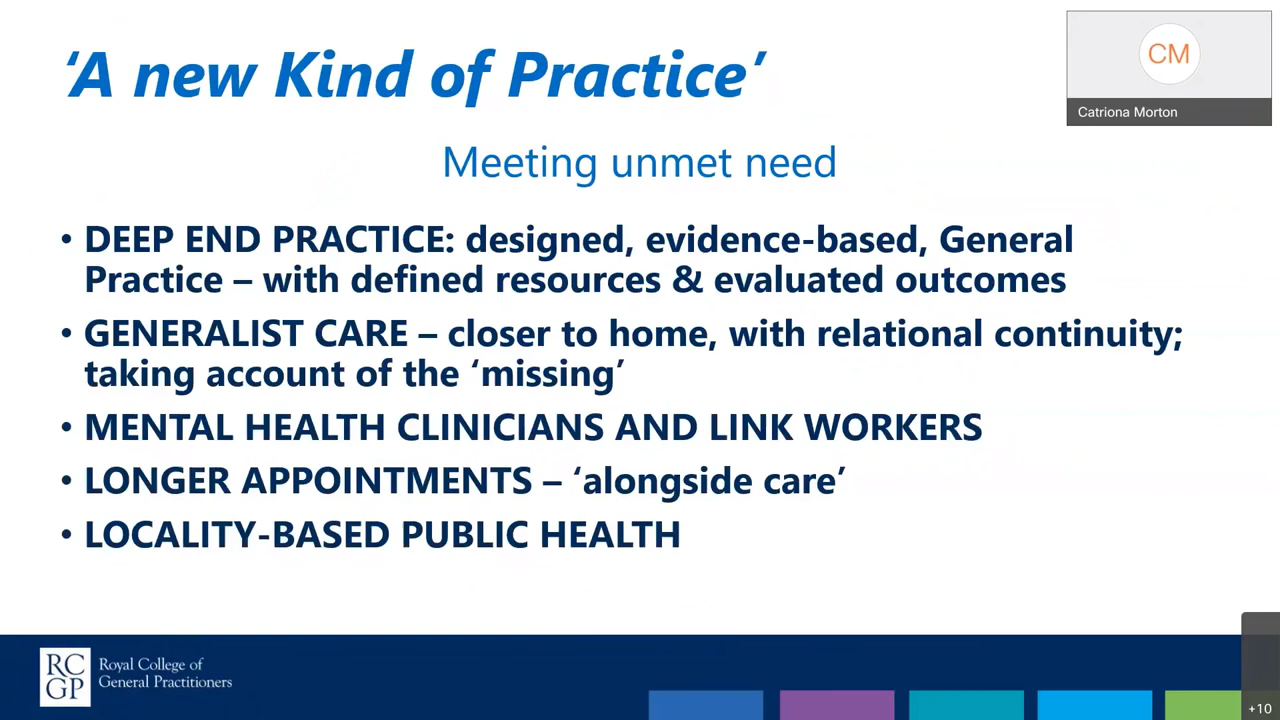 ‘A new Kind of Practice’
CM
Catriona Morton
Meeting unmet need
• DEEP END PRACTICE: designed, evidence-based, General
Practice – with defined resources & evaluated outcomes
• GENERALIST CARE – closer to home, with relational continuity;
taking account of the ‘missing’
• MENTAL HEALTH CLINICIANS AND LINK WORKERS
• LONGER APPOINTMENTS – ‘alongside care’
• LOCALITY-BASED PUBLIC HEALTH
RC
GP
Royal College of
General Practitioners
+10